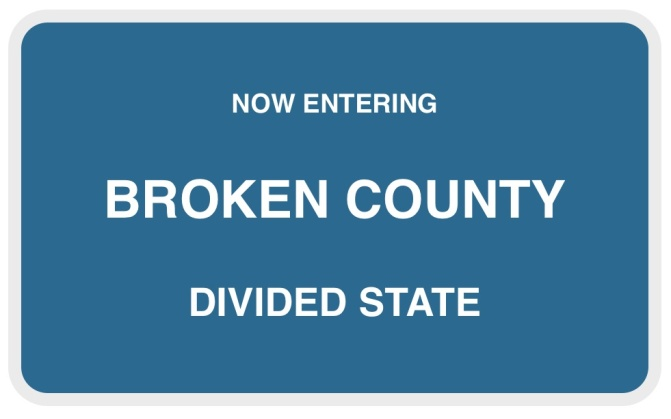 NOW ENTERING
BROKEN COUNTY
DIVIDED STATE